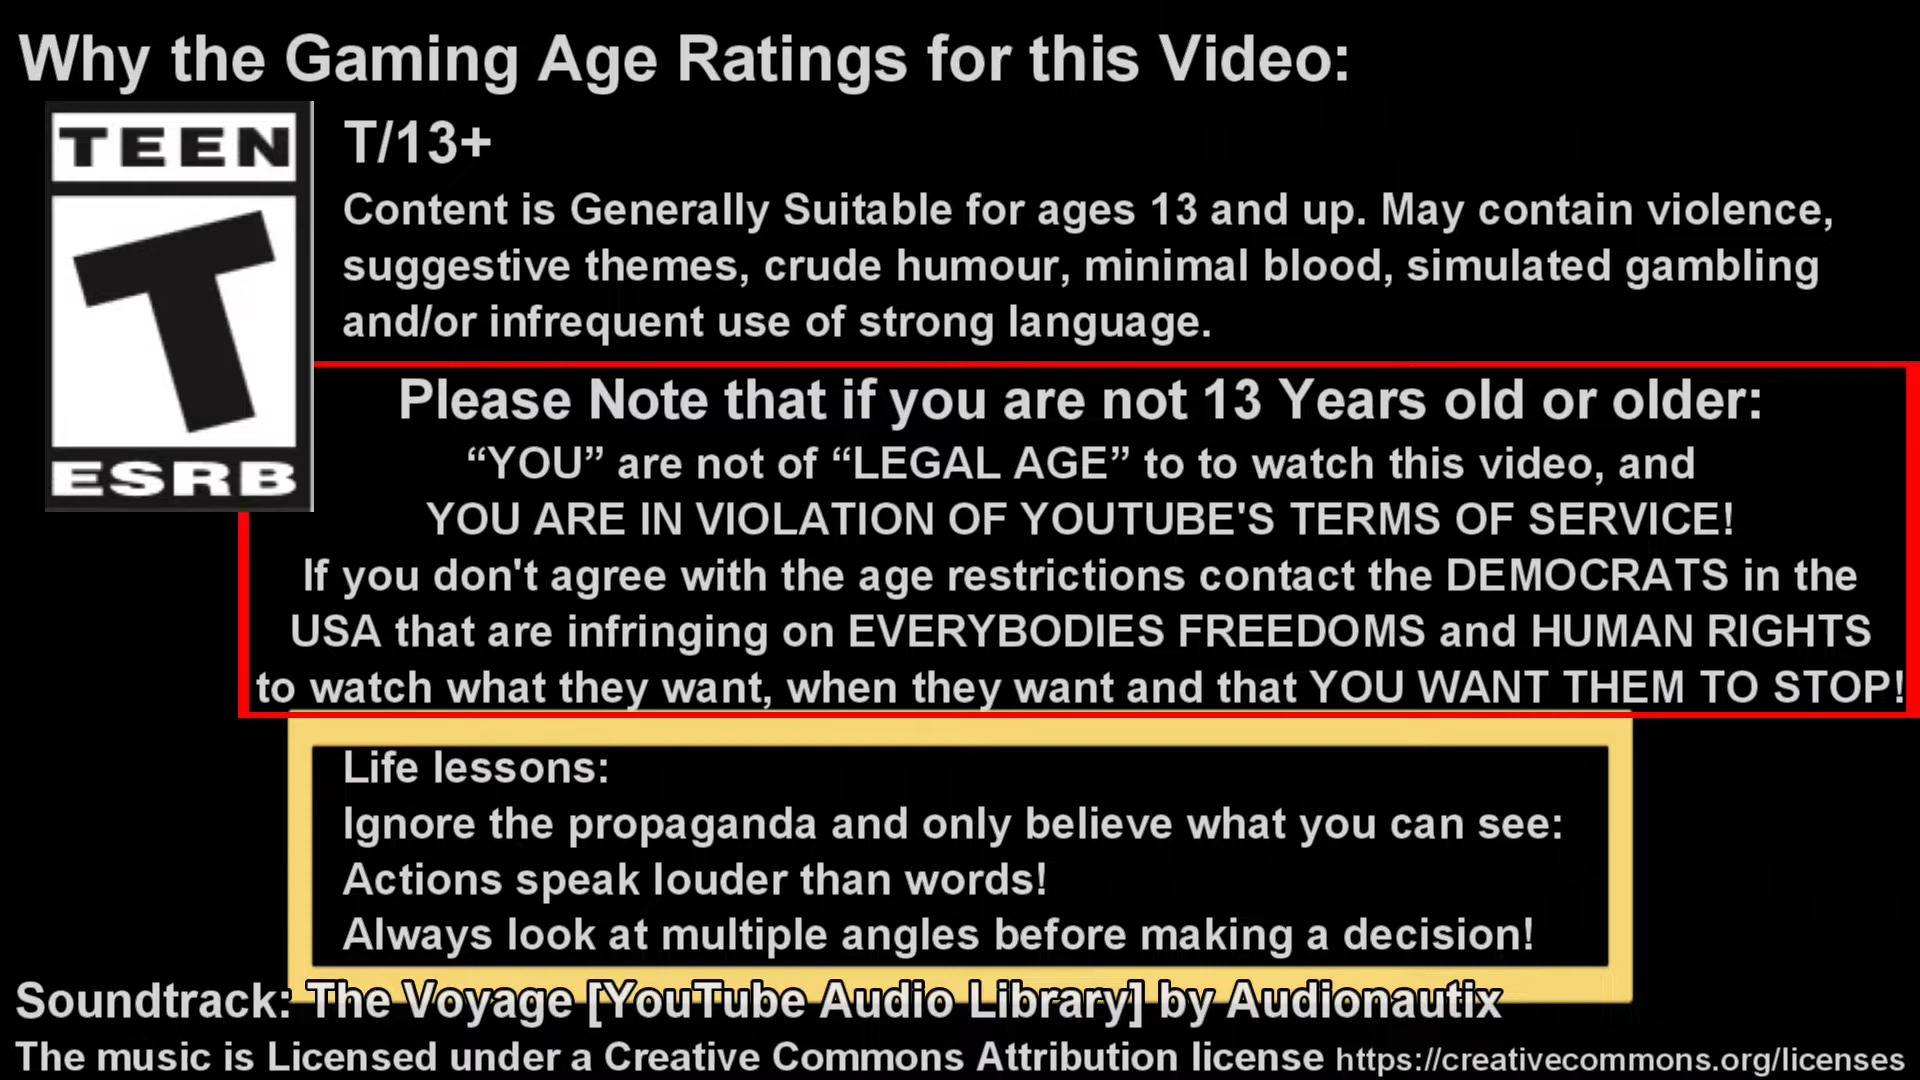 Why the Gaming Age Ratings for this Video:
TEEN
T
ESRB
T/13+
Content is Generally Suitable for ages 13 and up. May contain violence,
suggestive themes, crude humour, minimal blood, simulated gambling
and/or infrequent use of strong language.
Please Note that if you are not 13 Years old or older:
“YOU” are not of “LEGAL AGE” to to watch this video, and
YOU ARE IN VIOLATION OF YOUTUBE'S TERMS OF SERVICE!
If you don't agree with the age restrictions contact the DEMOCRATS in the
USA that are infringing on EVERYBODIES FREEDOMS and HUMAN RIGHTS
to watch what they want, when they want and that YOU WANT THEM TO STOP!
Life lessons:
Ignore the propaganda and only believe what you can see:
Actions speak louder than words!
Always look at multiple angles before making a decision!
Soundtrack: The Voyage [YouTube Audio Library] by Audionautix
The music is Licensed under a Creative Commons Attribution license https://creativecommons.org/licenses